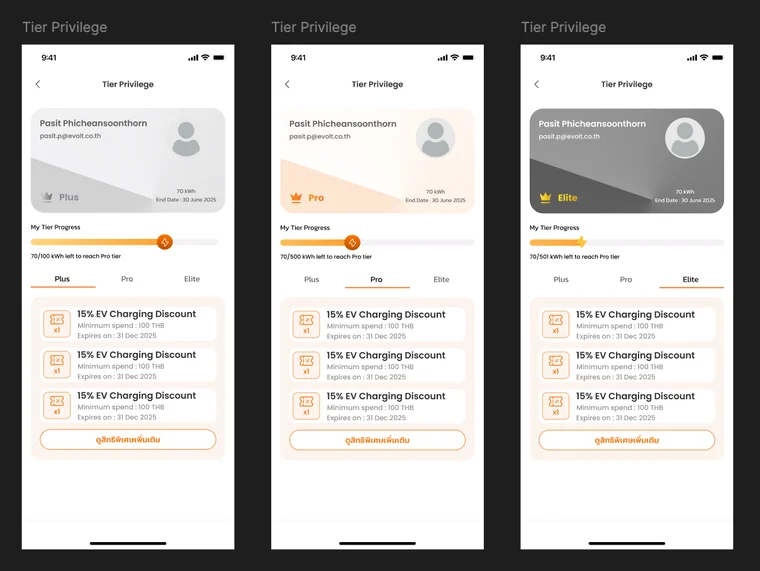 Tier Privilege
9:41
Tier Privilege
Pasit Phicheansoonthorn
pasit.p@evolt.co.th
Plus
70 kWh
End Date : 30 June 2025
My Tier Progress
70/100 kWh left to reach Pro tier
Plus
Pro
Elite
15% EV Charging Discount
Minimum spend : 100 THB
Expires on : 31 Dec 2025
x1
15% EV Charging Discount
Minimum spend : 100 THB
Expires on : 31 Dec 2025
x1
15% EV Charging Discount
Minimum spend : 100 THB
Expires on : 31 Dec 2025
x1
ดูสิทธิพิเศษเพิ่มเติม
Tier Privilege
9:41
Tier Privilege
Pasit Phicheansoonthorn
pasit.p@evolt.co.th
Pro
70 kWh
End Date : 30 June 2025
My Tier Progress
70/500 kWh left to reach Pro tier
Plus
Pro
Elite
15% EV Charging Discount
Minimum spend : 100 THB
Expires on : 31 Dec 2025
x1
15% EV Charging Discount
Minimum spend : 100 THB
Expires on : 31 Dec 2025
x1
15% EV Charging Discount
Minimum spend : 100 THB
Expires on : 31 Dec 2025
x1
ดูสิทธิพิเศษเพิ่มเติม
Tier Privilege
9:41
Tier Privilege
Pasit Phicheansoonthorn
pasit.p@evolt.co.th
Elite
70 kWh
End Date : 30 June 2025
My Tier Progress
70/501 kWh left to reach Pro tier
Plus
Pro
Elite
15% EV Charging Discount
Minimum spend : 100 THB
Expires on : 31 Dec 2025
x1
15% EV Charging Discount
Minimum spend : 100 THB
Expires on : 31 Dec 2025
x1
15% EV Charging Discount
Minimum spend : 100 THB
Expires on : 31 Dec 2025
x1
ดูสิทธิพิเศษเพิ่มเติม